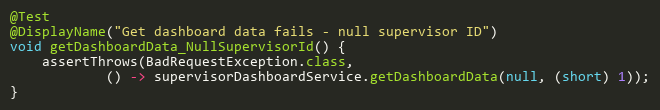 @Test
@DisplayName("Get dashboard data fails - null supervisor ID")
void getDashboardData_NullSupervisorId() {
    assertThrows(BadRequestException.class,
            () -> supervisorDashboardService.getDashboardData(null, (short) 1));
}